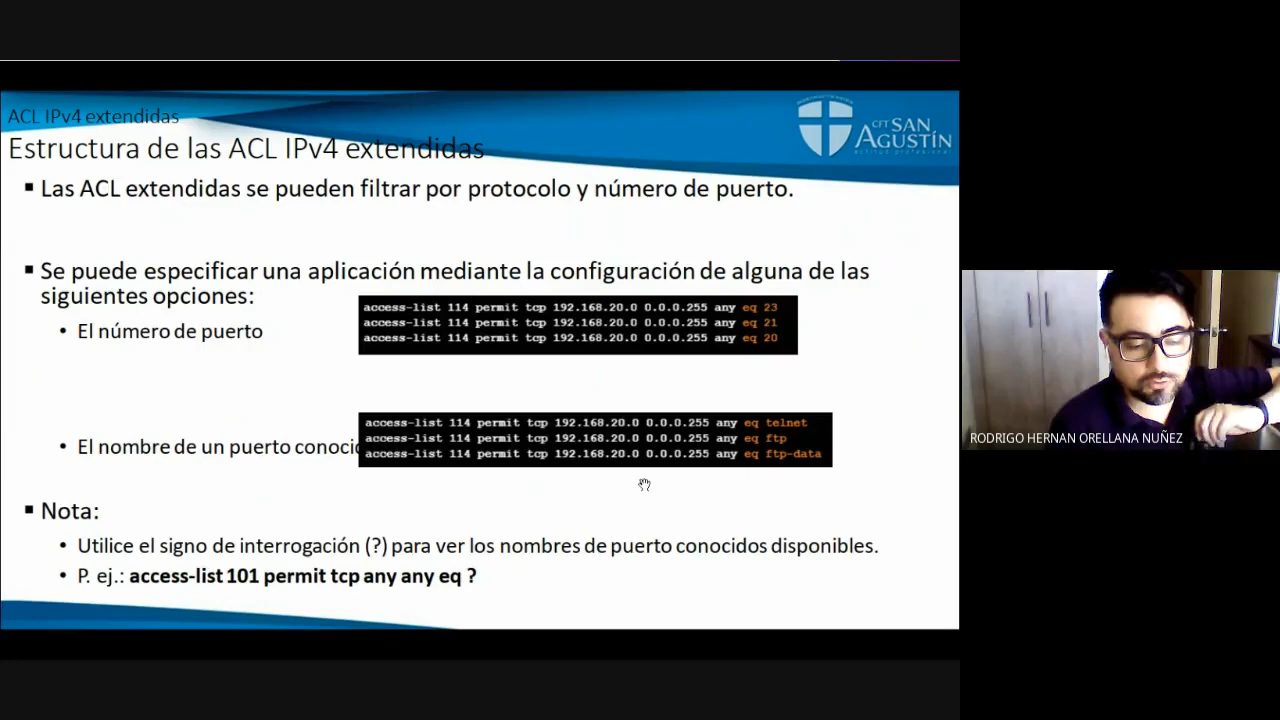 ACL IPv4 extendidas
Estructura de las ACL IPv4 extendidas
CFT SAN
AGUSTÍN
▪ Las ACL extendidas se pueden filtrar por protocolo y número de puerto.
▪ Se puede especificar una aplicación mediante la configuración de alguna de las
siguientes opciones:
• El número de puerto
access-list 114 permit tcp 192.168.20.0 0.0.0.255 any eq 23
access-list 114 permit tcp 192.168.20.0 0.0.0.255 any eq 21
access-list 114 permit tcp 192.168.20.0 0.0.0.255 any eq 20
• El nombre de un puerto conocid
access-list 114 permit tcp 192.168.20.0 0.0.0.255 any eq telnet
access-list 114 permit tcp 192.168.20.0 0.0.0.255 any eq ftp
access-list 114 permit tcp 192.168.20.0 0.0.0.255 any eq ftp-data
▪ Nota:
• Utilice el signo de interrogación (?) para ver los nombres de puerto conocidos disponibles.
• P. ej.: access-list 101 permit tcp any any eq ?
RODRIGO HERNAN ORELLANA NUÑEZ